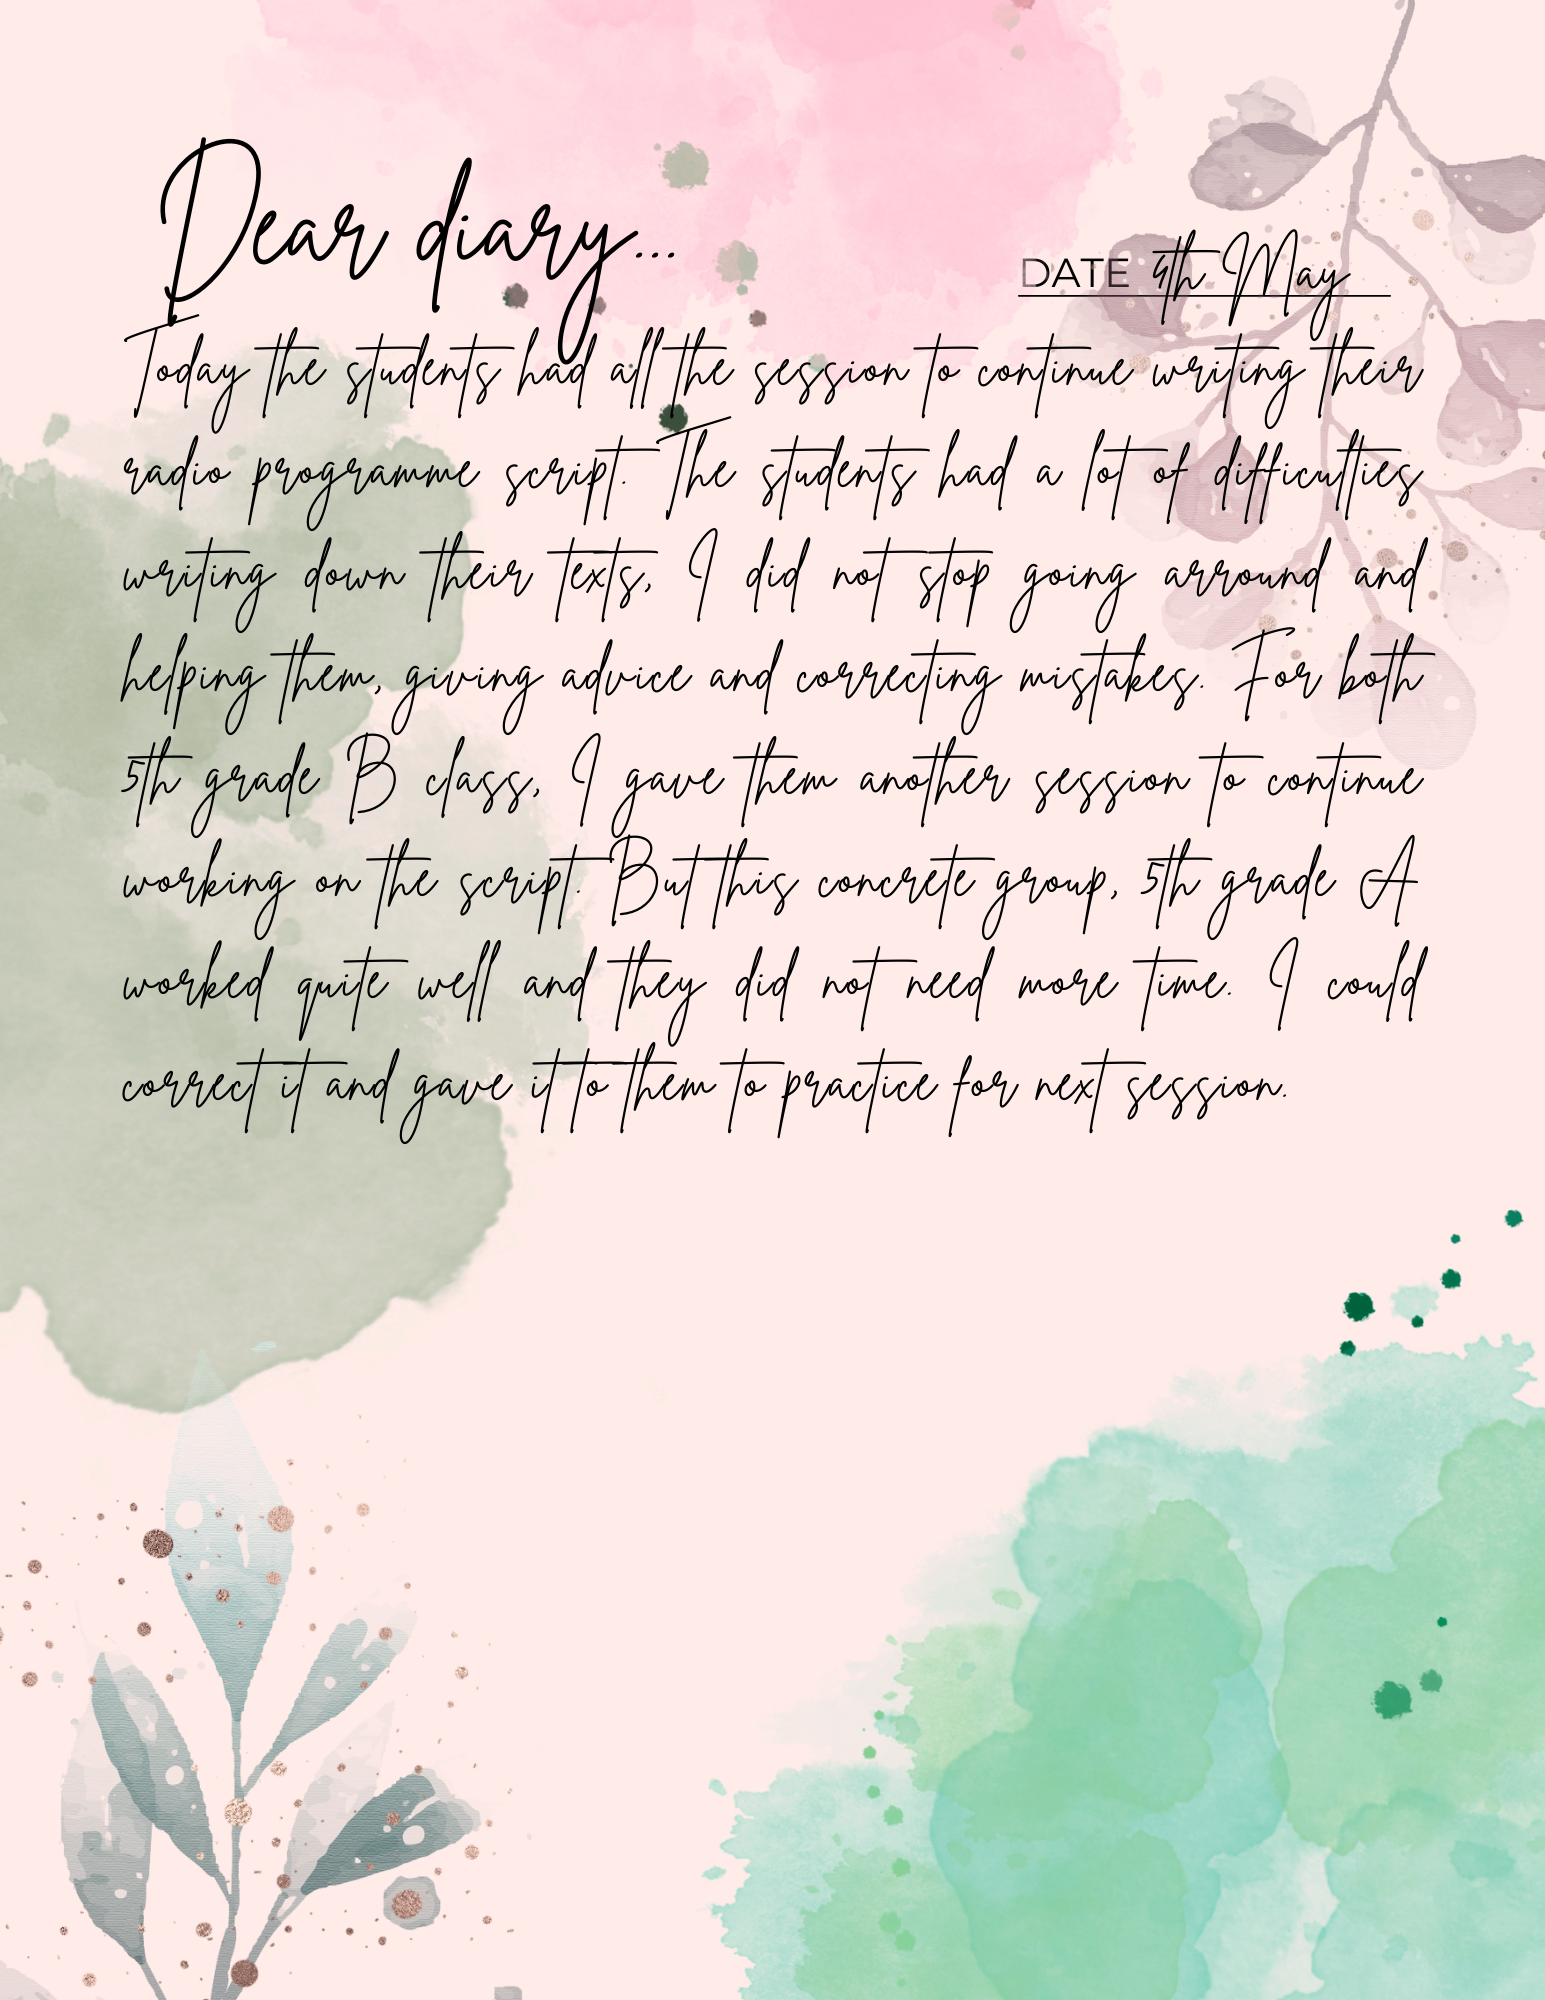 Dear diary...
DATE 4th May
Today the students had all the session to continue writing their
radio programme script. The students had a lot of difficulties
writing down their texts, I did not stop going arround and
helping them, giving advice and correcting mistakes. For both
5th grade B class, I gave them another session to continue
working on the script. But this concrete group, 5th grade A
worked quite well and they did not need more time. I could
correct it and gave it to them to practice for next session.